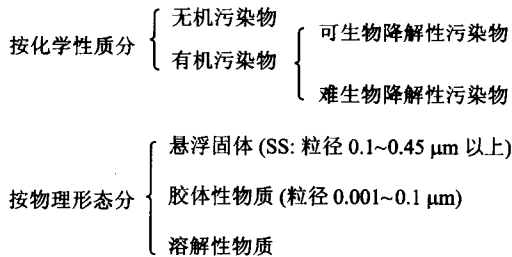 按化学性质分
无机污染物
有机污染物
可生物降解性污染物
难生物降解性污染物
按物理形态分
悬浮固体 (SS: 粒径 0.1~0.45 μm 以上)
胶体性物质 (粒径 0.001~0.1 μm)
溶解性物质